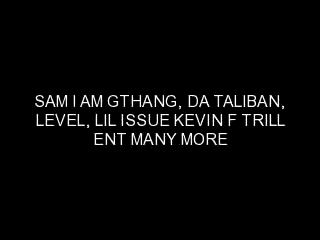 SAM I AM GTHANG, DA TALIBAN,
LEVEL, LIL ISSUE KEVIN F TRILL
ENT MANY MORE